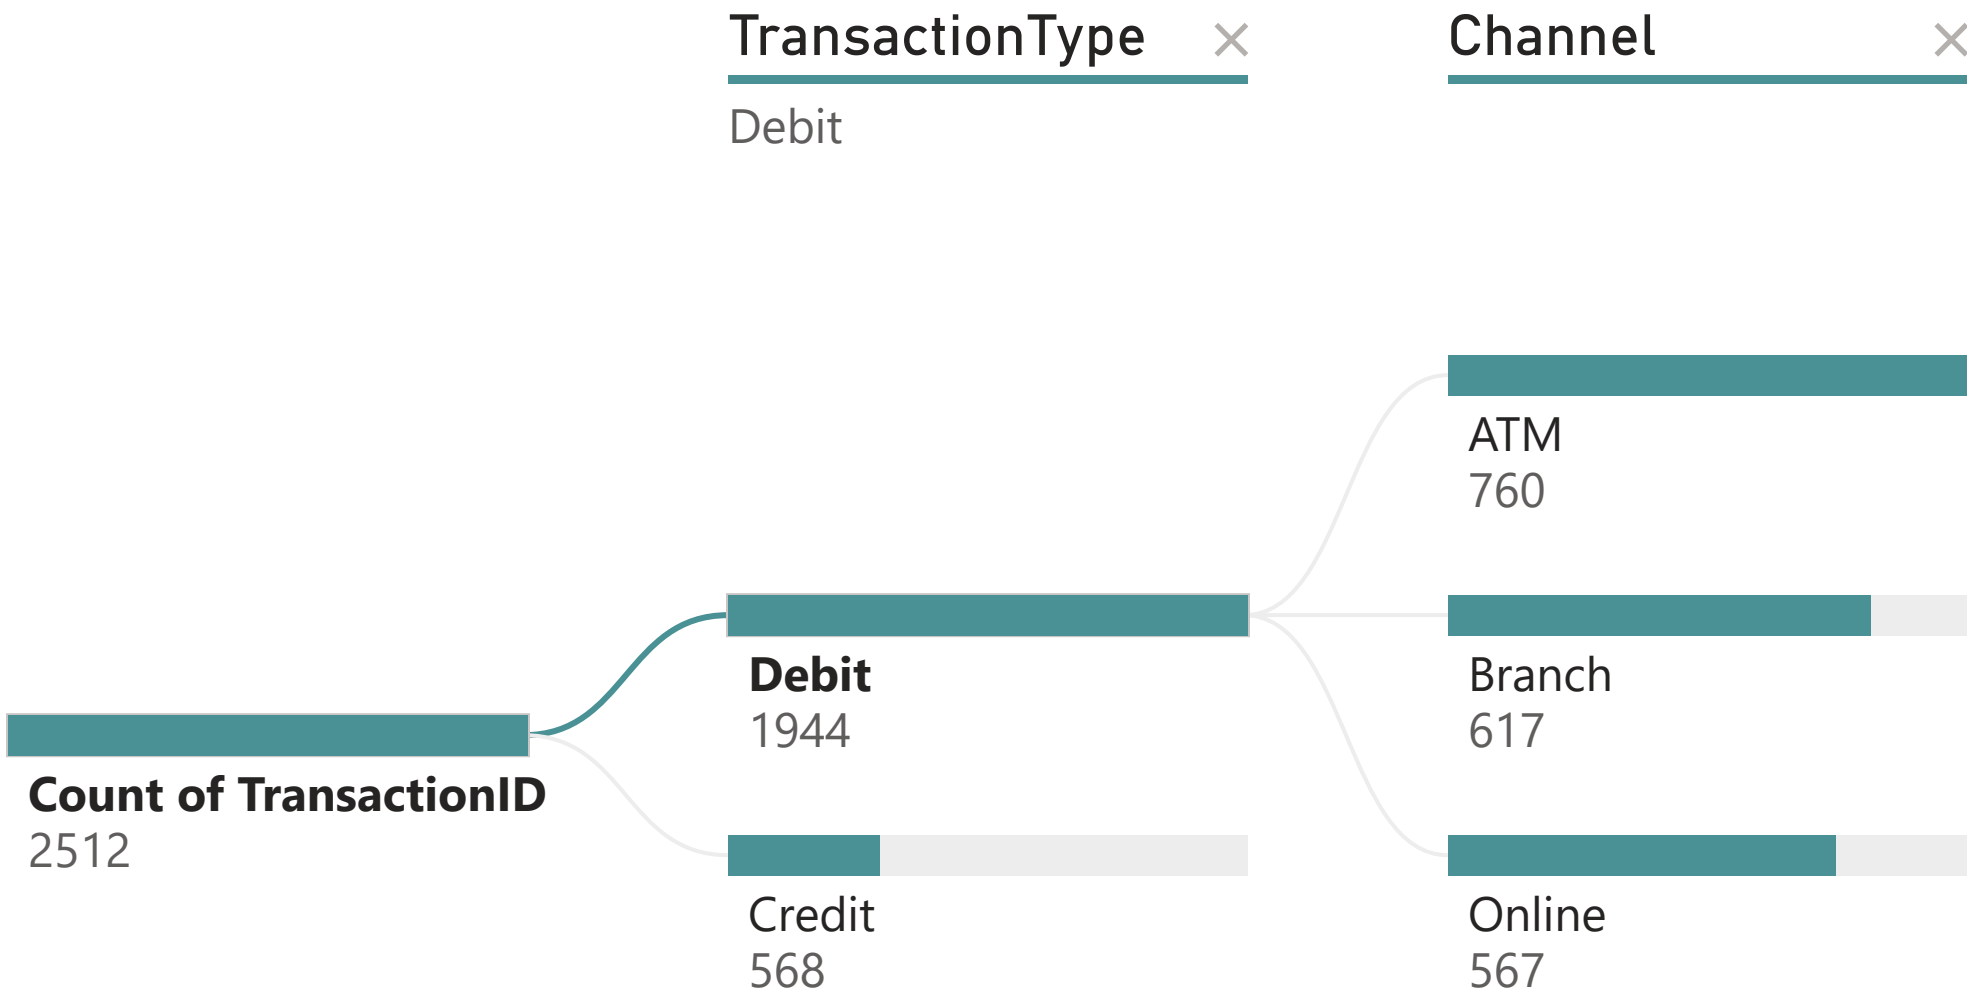 TransactionType
Channel
Debit
ATM
760
Debit
1944
Branch
617
Count of TransactionID
2512
Credit
568
Online
567